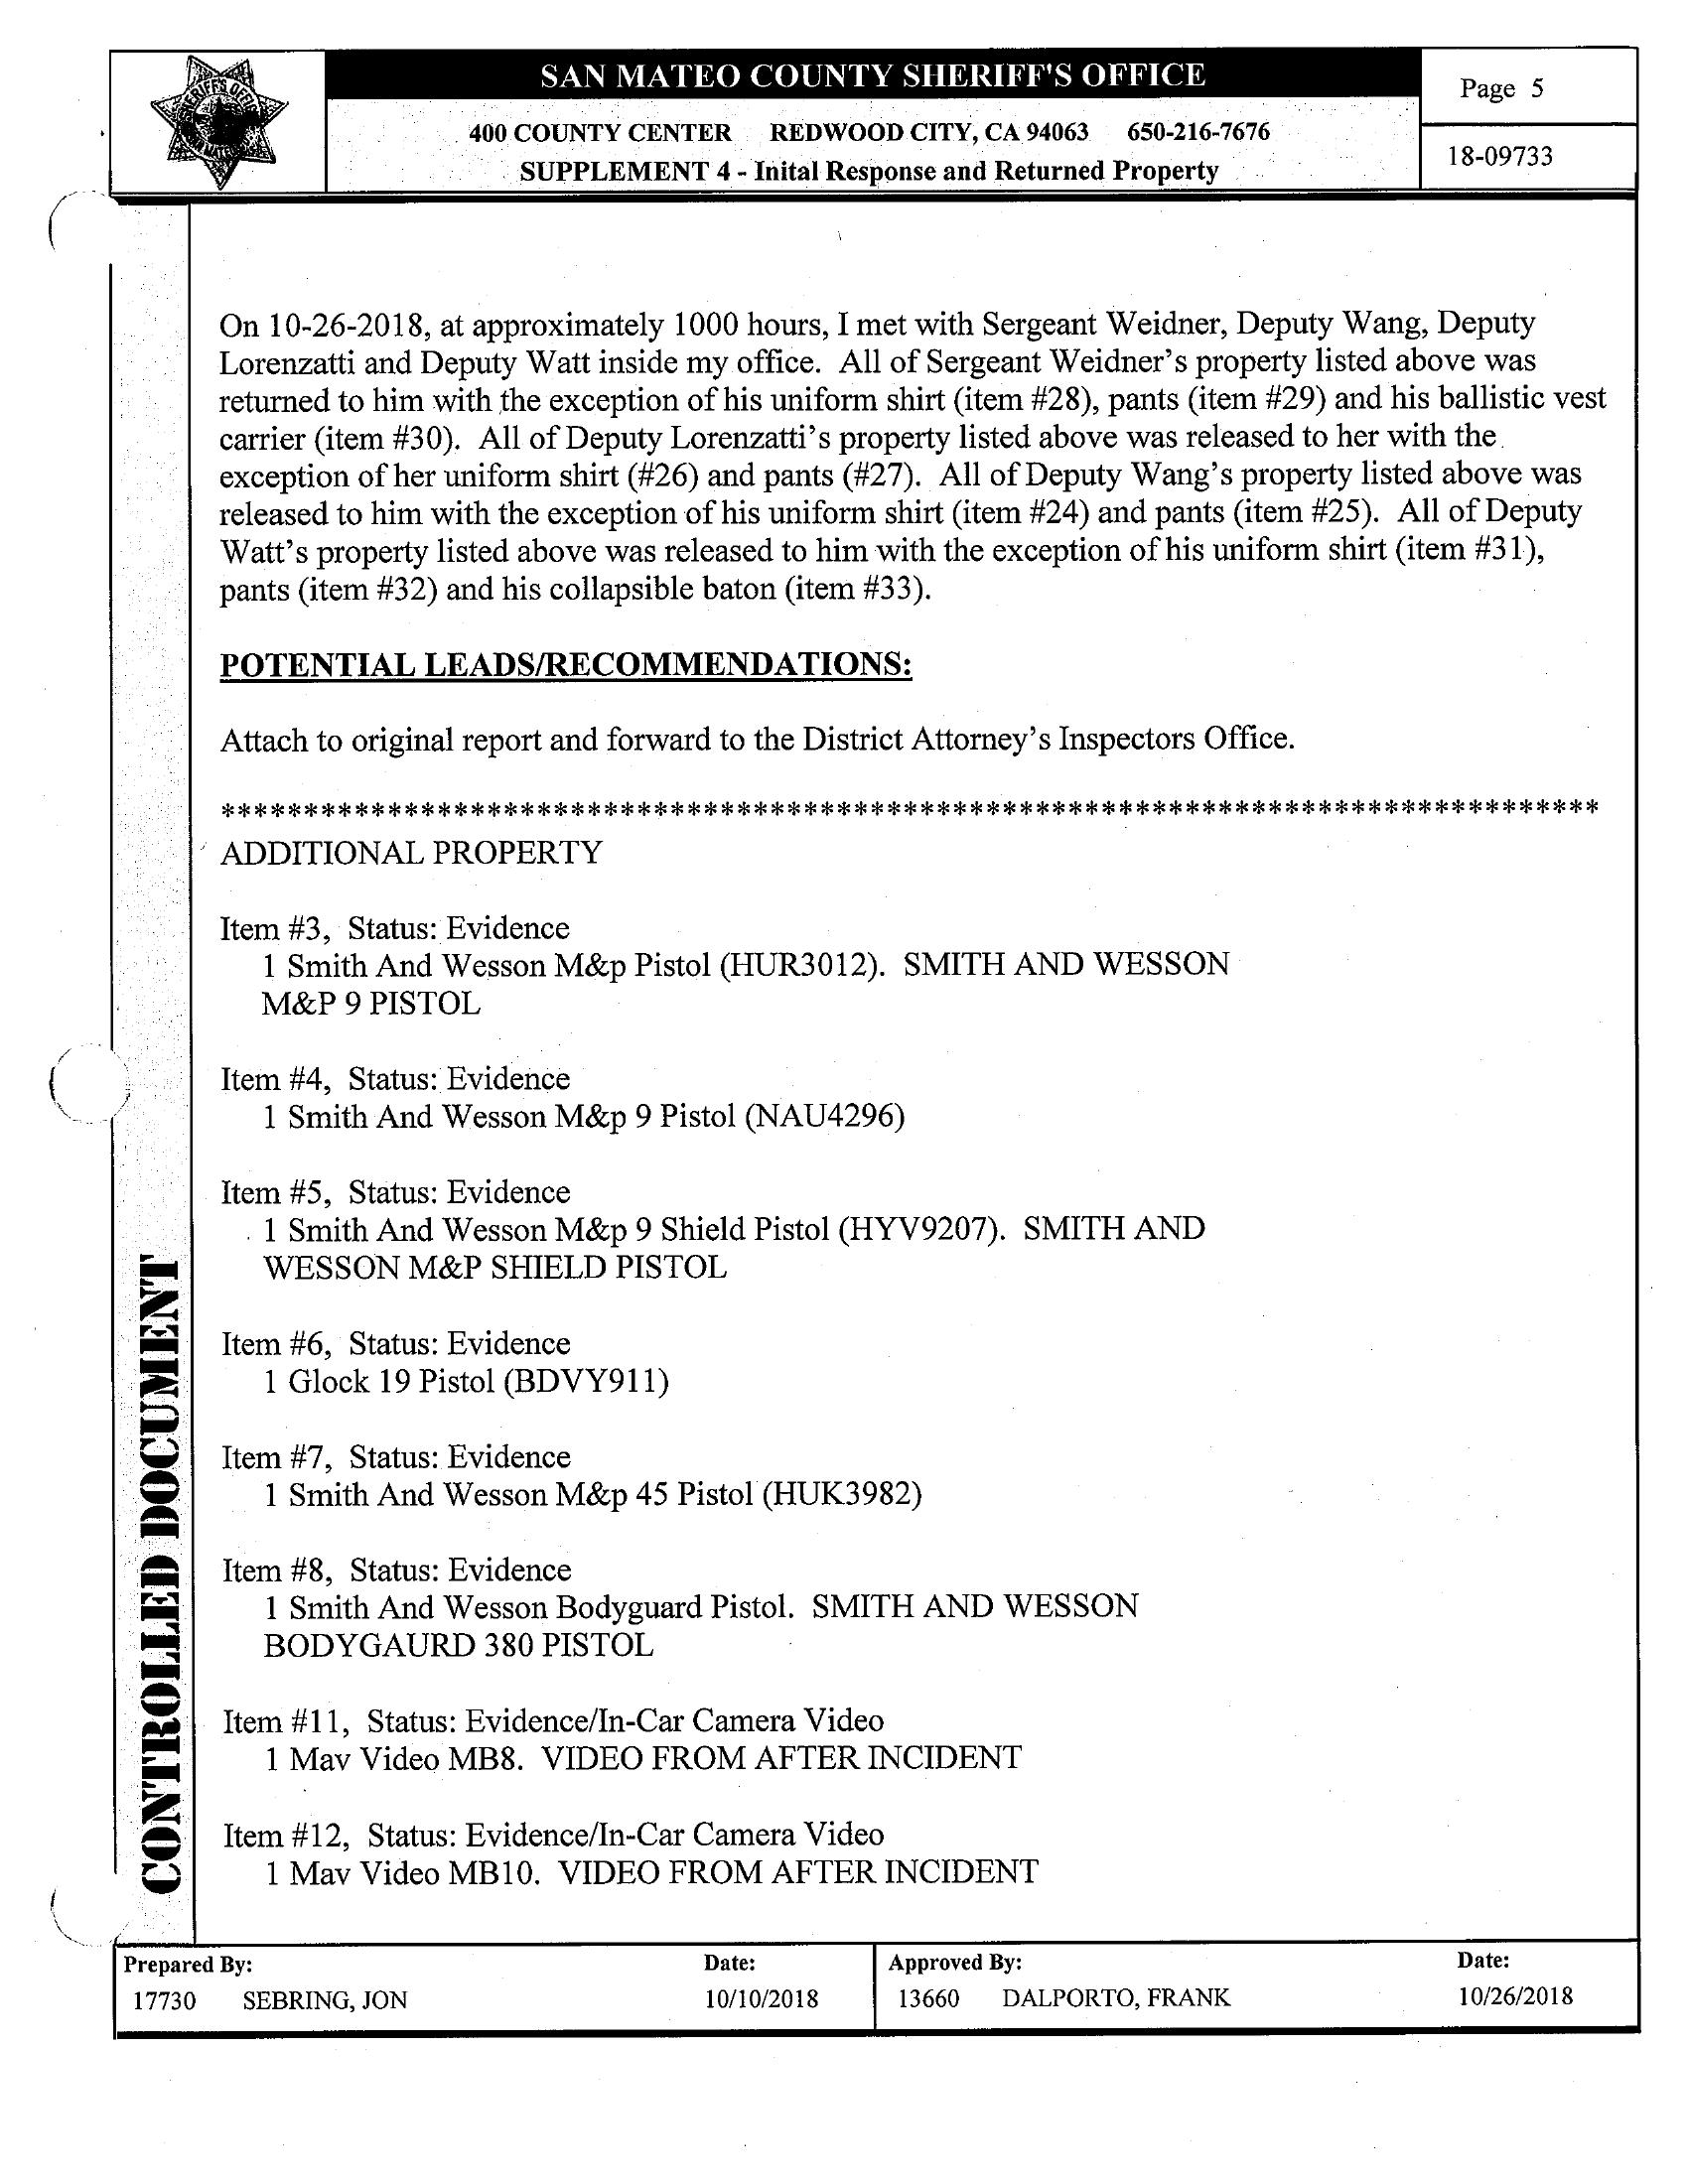 SAN MATEO COUNTY SHERIFF'S OFFICE
Page 5
400 COUNTY CENTER REDWOOD CITY, CA 94063 650-216-7676
SUPPLEMENT 4 - Inital Response and Returned Property
18-09733
On 10-26-2018, at approximately 1000 hours, I met with Sergeant Weidner, Deputy Wang, Deputy
Lorenzatti and Deputy Watt inside my office. All of Sergeant Weidner's property listed above was
returned to him with the exception of his uniform shirt (item #28), pants (item #29) and his ballistic vest
carrier (item #30). All of Deputy Lorenzatti's property listed above was released to her with the
exception of her uniform shirt (#26) and pants (#27). All of Deputy Wang's property listed above was
released to him with the exception of his uniform shirt (item #24) and pants (item #25). All of Deputy
Watt's property listed above was released to him with the exception of his uniform shirt (item #31),
pants (item #32) and his collapsible baton (item #33).
POTENTIAL LEADS/RECOMMENDATIONS:
Attach to original report and forward to the District Attorney's Inspectors Office.
***********************************************************************************
ADDITIONAL PROPERTY
Item #3, Status: Evidence
1 Smith And Wesson M&p Pistol (HUR3012). SMITH AND WESSON
M&P 9 PISTOL
Item #4, Status: Evidence
1 Smith And Wesson M&p 9 Pistol (NAU4296)
Item #5, Status: Evidence
1 Smith And Wesson M&p 9 Shield Pistol (HYV9207). SMITH AND
WESSON M&P SHIELD PISTOL
Item #6, Status: Evidence
1 Glock 19 Pistol (BDVY911)
Item #7, Status: Evidence
1 Smith And Wesson M&p 45 Pistol (HUK3982)
Item #8, Status: Evidence
1 Smith And Wesson Bodyguard Pistol. SMITH AND WESSON
BODYGAURD 380 PISTOL
Item #11, Status: Evidence/In-Car Camera Video
1 Mav Video MB8. VIDEO FROM AFTER INCIDENT
Item #12, Status: Evidence/In-Car Camera Video
1 Mav Video MB10. VIDEO FROM AFTER INCIDENT
CONTROLLED DOCUMENT
Prepared By: Date: Approved By: Date:
17730 SEBRING, JON 10/10/2018 13660 DALPORTO, FRANK 10/26/2018